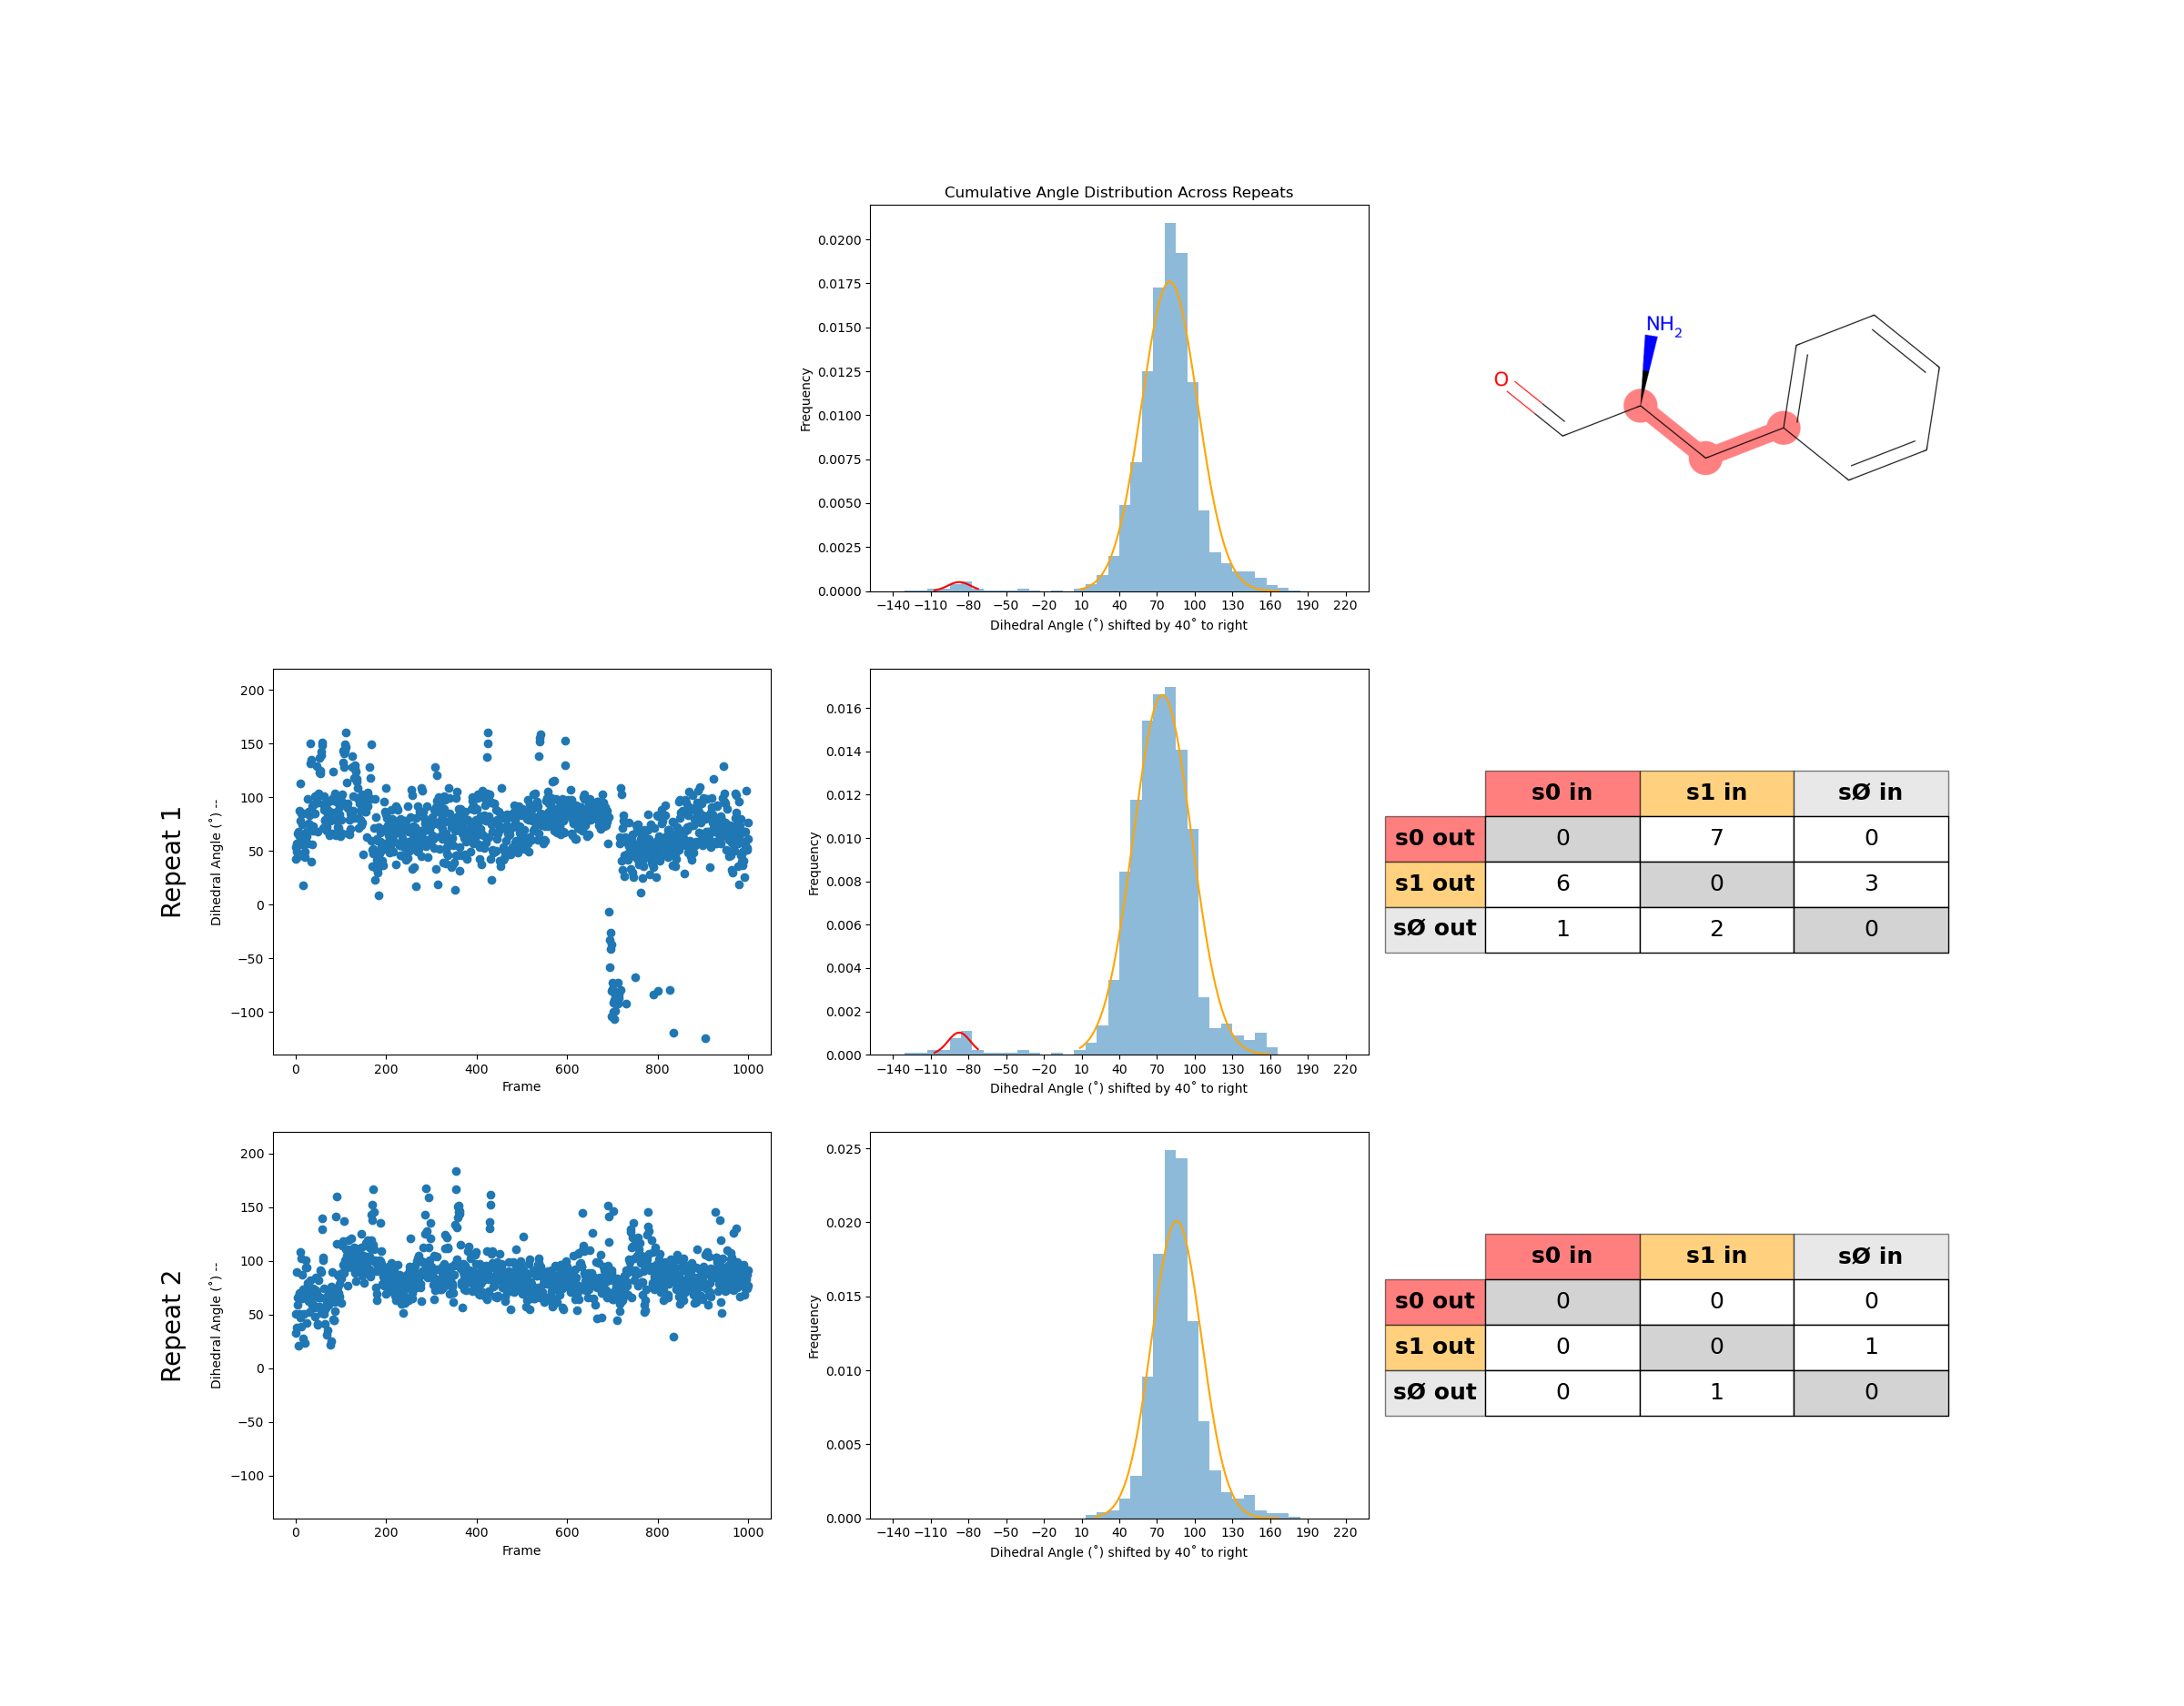 Cumulative Angle Distribution Across Repeats
Frequency
0.0200
0.0175
0.0150
0.0125
0.0100
0.0075
0.0050
0.0025
0.0000
−140 −110 −80 −50 −20 10 40 70 100 130 160 190 220
Dihedral Angle (˚) shifted by 40˚ to right
NH2
O
Repeat 1
Dihedral Angle (˚) --
200
150
100
50
0
−50
−100
0 200 400 600 800 1000
Frame
Frequency
0.016
0.014
0.012
0.010
0.008
0.006
0.004
0.002
0.000
−140 −110 −80 −50 −20 10 40 70 100 130 160 190 220
Dihedral Angle (˚) shifted by 40˚ to right
s0 in s1 in sØ in
s0 out 0 7 0
s1 out 6 0 3
sØ out 1 2 0
Repeat 2
Dihedral Angle (˚) --
200
150
100
50
0
−50
−100
0 200 400 600 800 1000
Frame
Frequency
0.025
0.020
0.015
0.010
0.005
0.000
−140 −110 −80 −50 −20 10 40 70 100 130 160 190 220
Dihedral Angle (˚) shifted by 40˚ to right
s0 in s1 in sØ in
s0 out 0 0 0
s1 out 0 0 1
sØ out 0 1 0